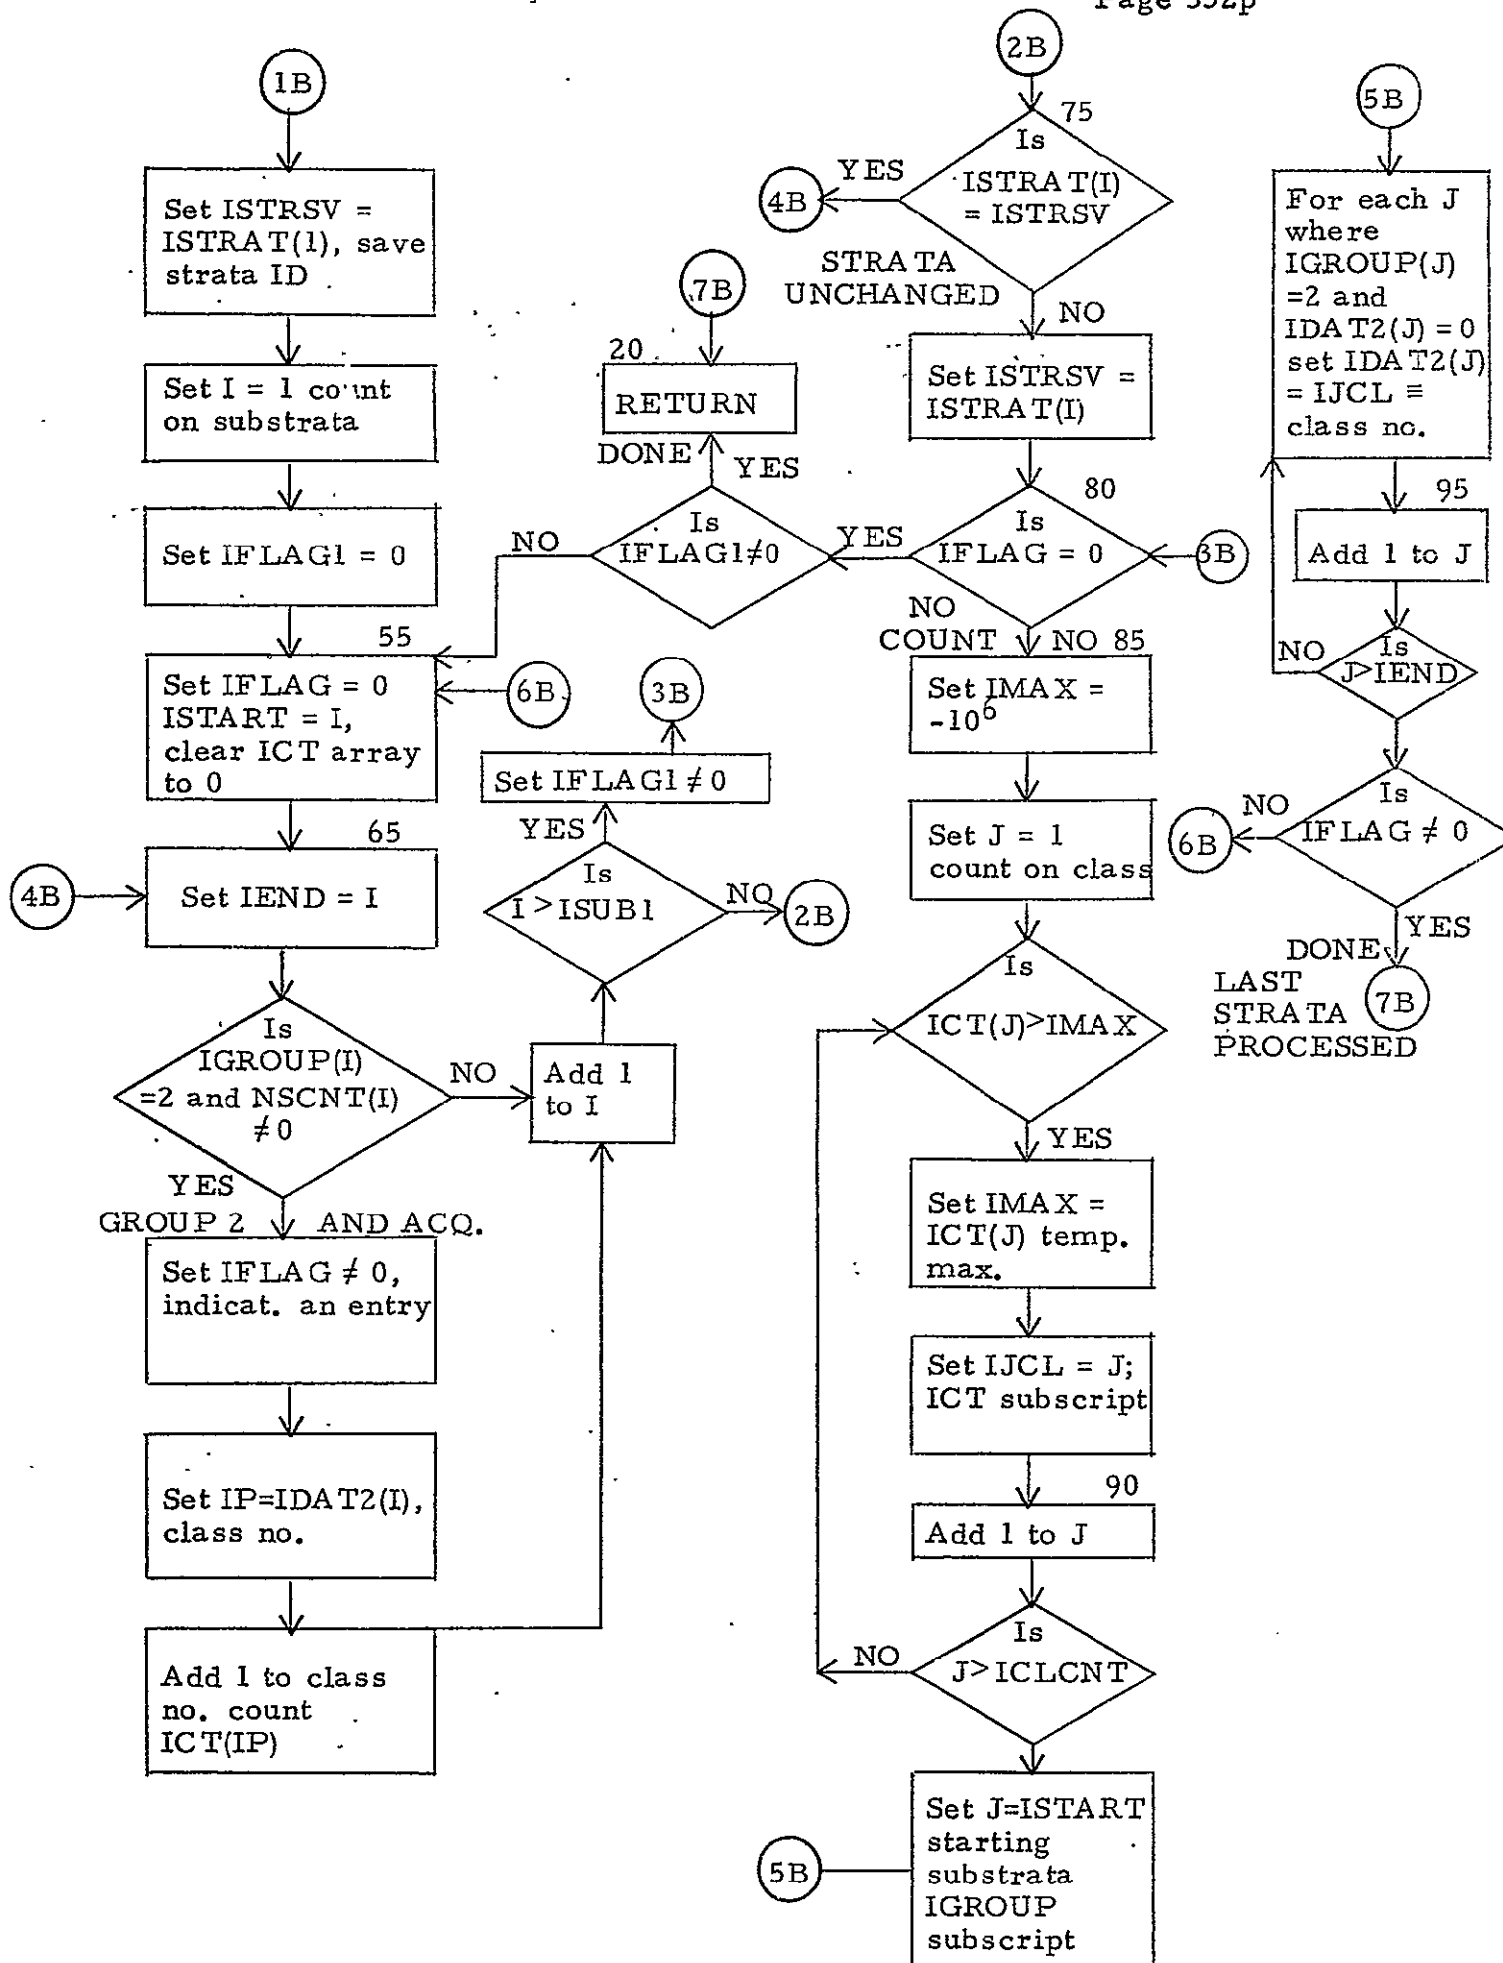 Page 352p
1B
Set ISTRSV =
ISTRAT(1), save
strata ID
Set I = 1 count
on substrata
Set IFLAG1 = 0
55
Set IFLAG = 0
ISTART = I,
clear ICT array
to 0
6B
65
4B
Set IEND = I
Is
IGROUP(I)
=2 and NSCNT(I)
≠0
NO
YES
GROUP 2 AND ACQ.
Set IFLAG ≠ 0,
indicat. an entry
Set IP=IDAT2(I),
class no.
Add 1 to class
no. count
ICT(IP)
Add 1
to I
Is
I > ISUB1
NO
2B
YES
Set IFLAG1 ≠ 0
3B
7B
20
RETURN
DONE
YES
Is
IFLAG1≠0
NO
2B
75
Is
ISTRAT(I)
= ISTRSV
YES
4B
STRATA
UNCHANGED
NO
Set ISTRSV =
ISTRAT(I)
80
Is
IFLAG = 0
YES
3B
NO
COUNT
NO 85
Set IMAX =
-10⁶
Set J = 1
count on class
Is
ICT(J)>IMAX
YES
Set IMAX =
ICT(J) temp.
max.
Set IJCL = J;
ICT subscript
90
Add 1 to J
Is
J>ICLCNT
NO
Set J=ISTART
starting
substrata
IGROUP
subscript
5B
5B
For each J
where
IGROUP(J)
=2 and
IDAT2(J) = 0
set IDAT2(J)
= IJCL ≡
class no.
95
Add 1 to J
Is
J>IEND
NO
Is
IFLAG ≠ 0
NO
6B
YES
DONE
LAST
STRATA
PROCESSED
7B